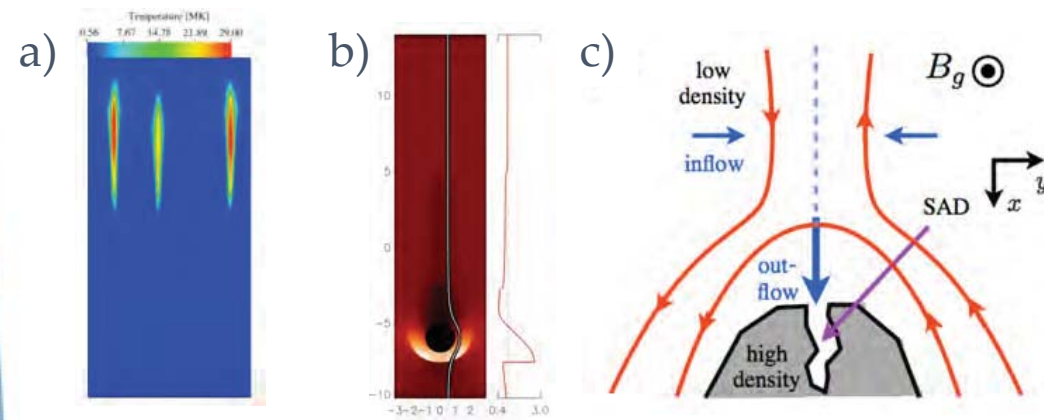 a)
Temperature [MK]
0.56 7.67 14.78 21.89 29.00
b)
10
5
0
-5
-10
-3 -2 -1 0 1 2
0.4 3.0
c)
low
density
B_g
inflow
y
x
SAD
out-
flow
high
density